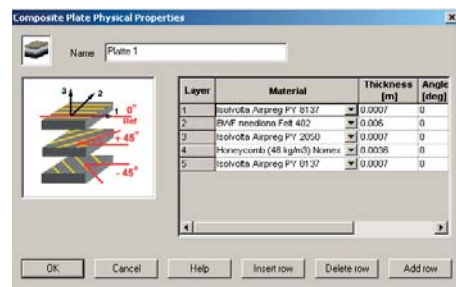 Composite Plate Physical Properties
Name Platte 1
3 2
1 0°
Ref
+ 45°
- 45°
Layer Material Thickness [m] Angle [deg]
1 Isolvolta Airpreg PY 8137 0.0007 0
2 BWF needlona Felt 402 0.006 0
3 Isovolta Airpreg PY 2050 0.0007 0
4 Honeycomb (48 kg/m3) Nomex 0.0036 0
5 Isolvolta Airpreg PY 8137 0.0007 0
OK Cancel Help Insert row Delete row Add row